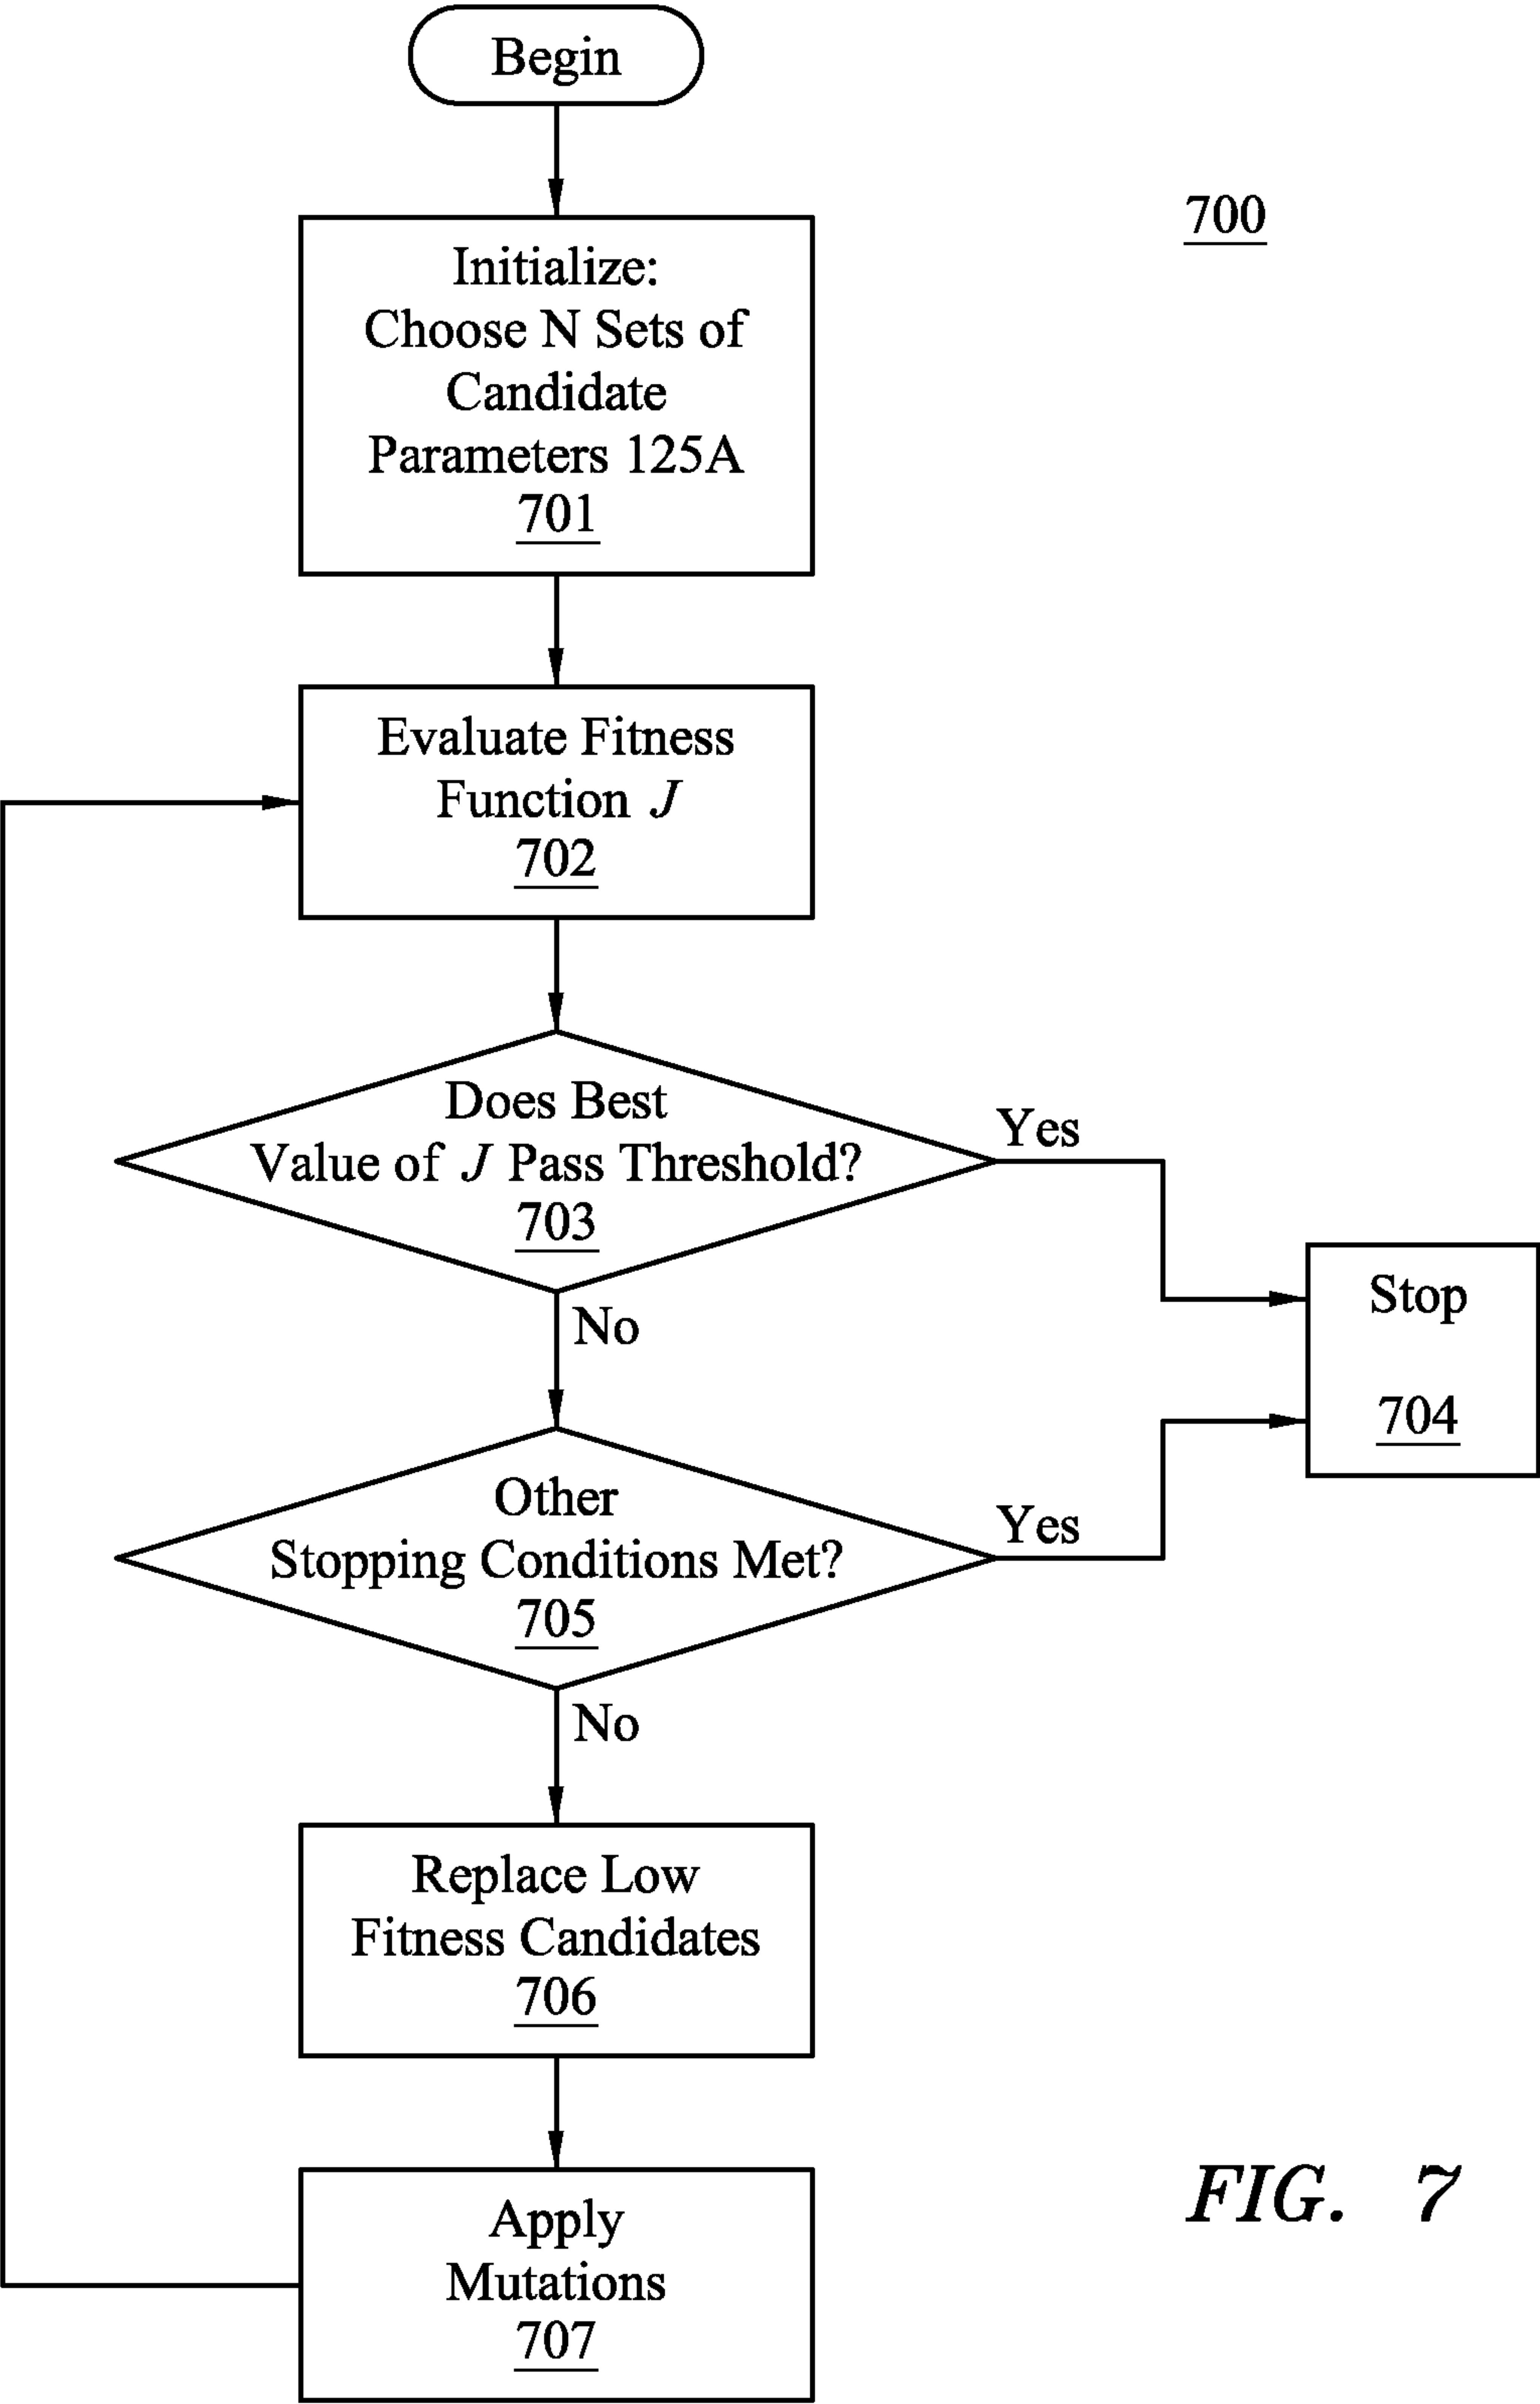 Begin
700
Initialize:
Choose N Sets of
Candidate
Parameters 125A
701
Evaluate Fitness
Function J
702
Does Best
Value of J Pass Threshold?
703
Yes
No
Stop
704
Other
Stopping Conditions Met?
705
Yes
No
Replace Low
Fitness Candidates
706
Apply
Mutations
707
FIG. 7